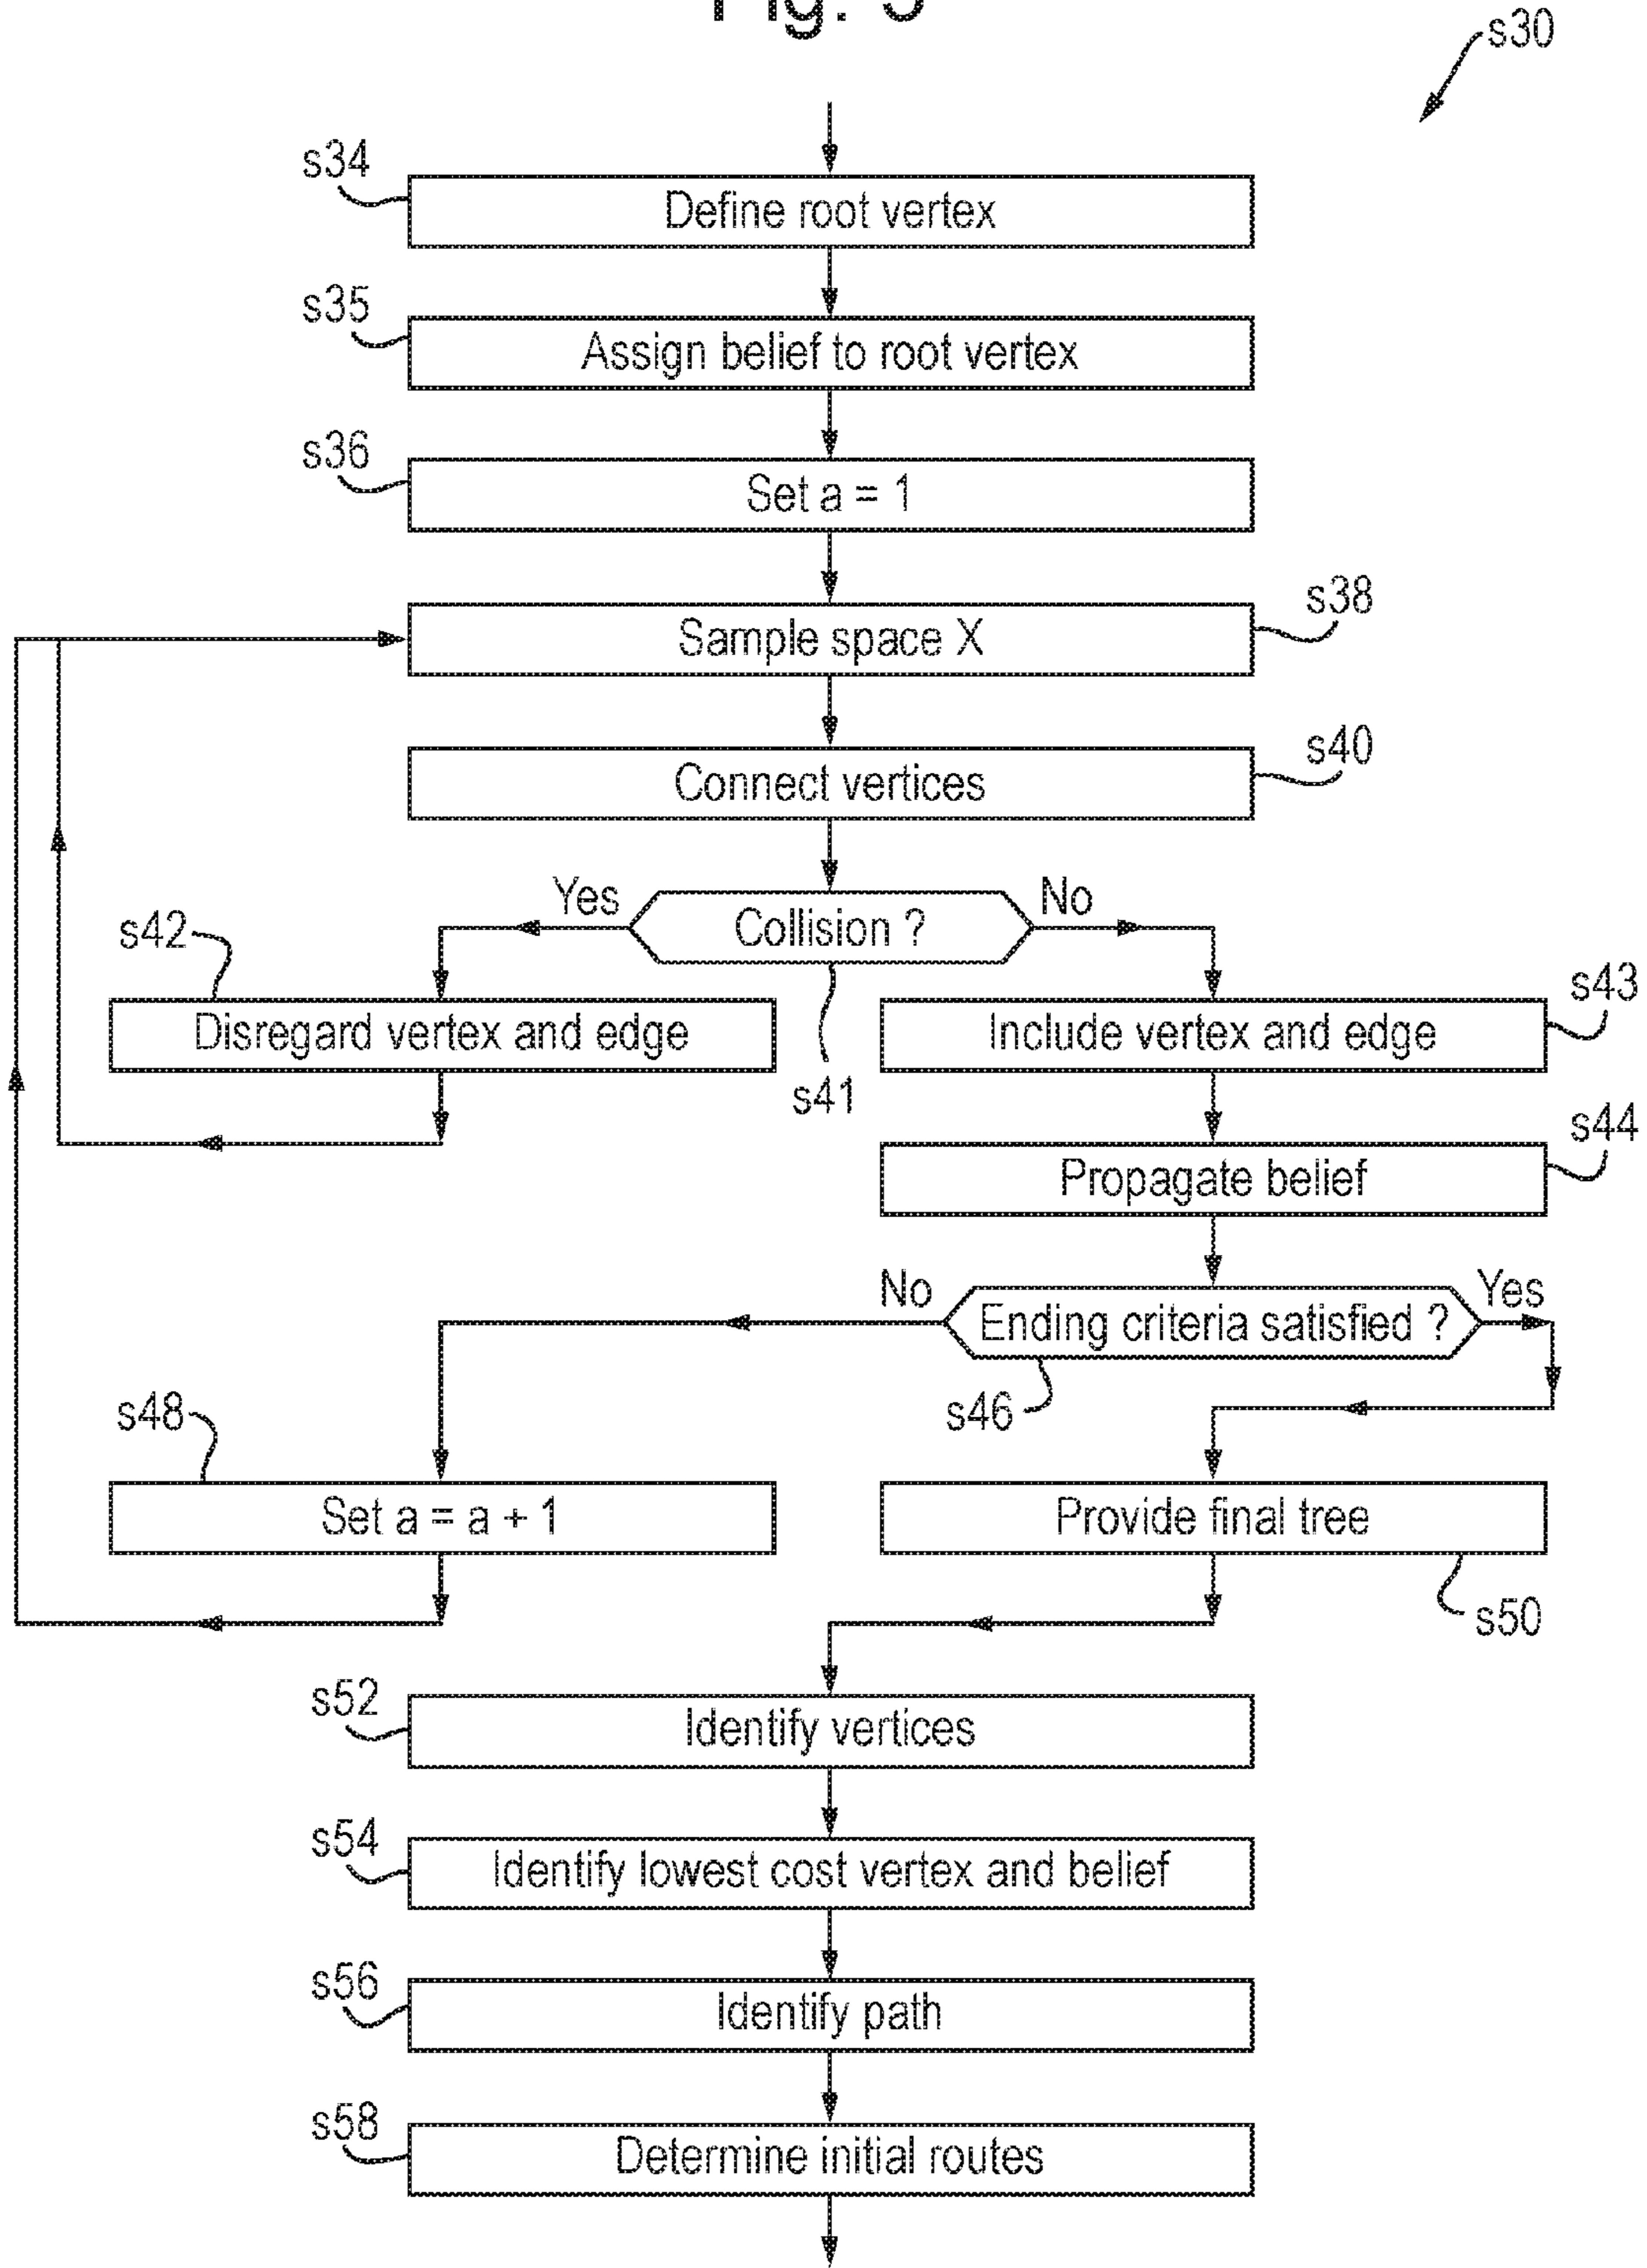 s30
s34
Define root vertex
s35
Assign belief to root vertex
s36
Set a = 1
s38
Sample space X
s40
Connect vertices
Yes
Collision ?
No
s42
s41
s43
Disregard vertex and edge
Include vertex and edge
s44
Propagate belief
No
Ending criteria satisfied ?
Yes
s46
s48
Set a = a + 1
Provide final tree
s50
s52
Identify vertices
s54
Identify lowest cost vertex and belief
s56
Identify path
s58
Determine initial routes